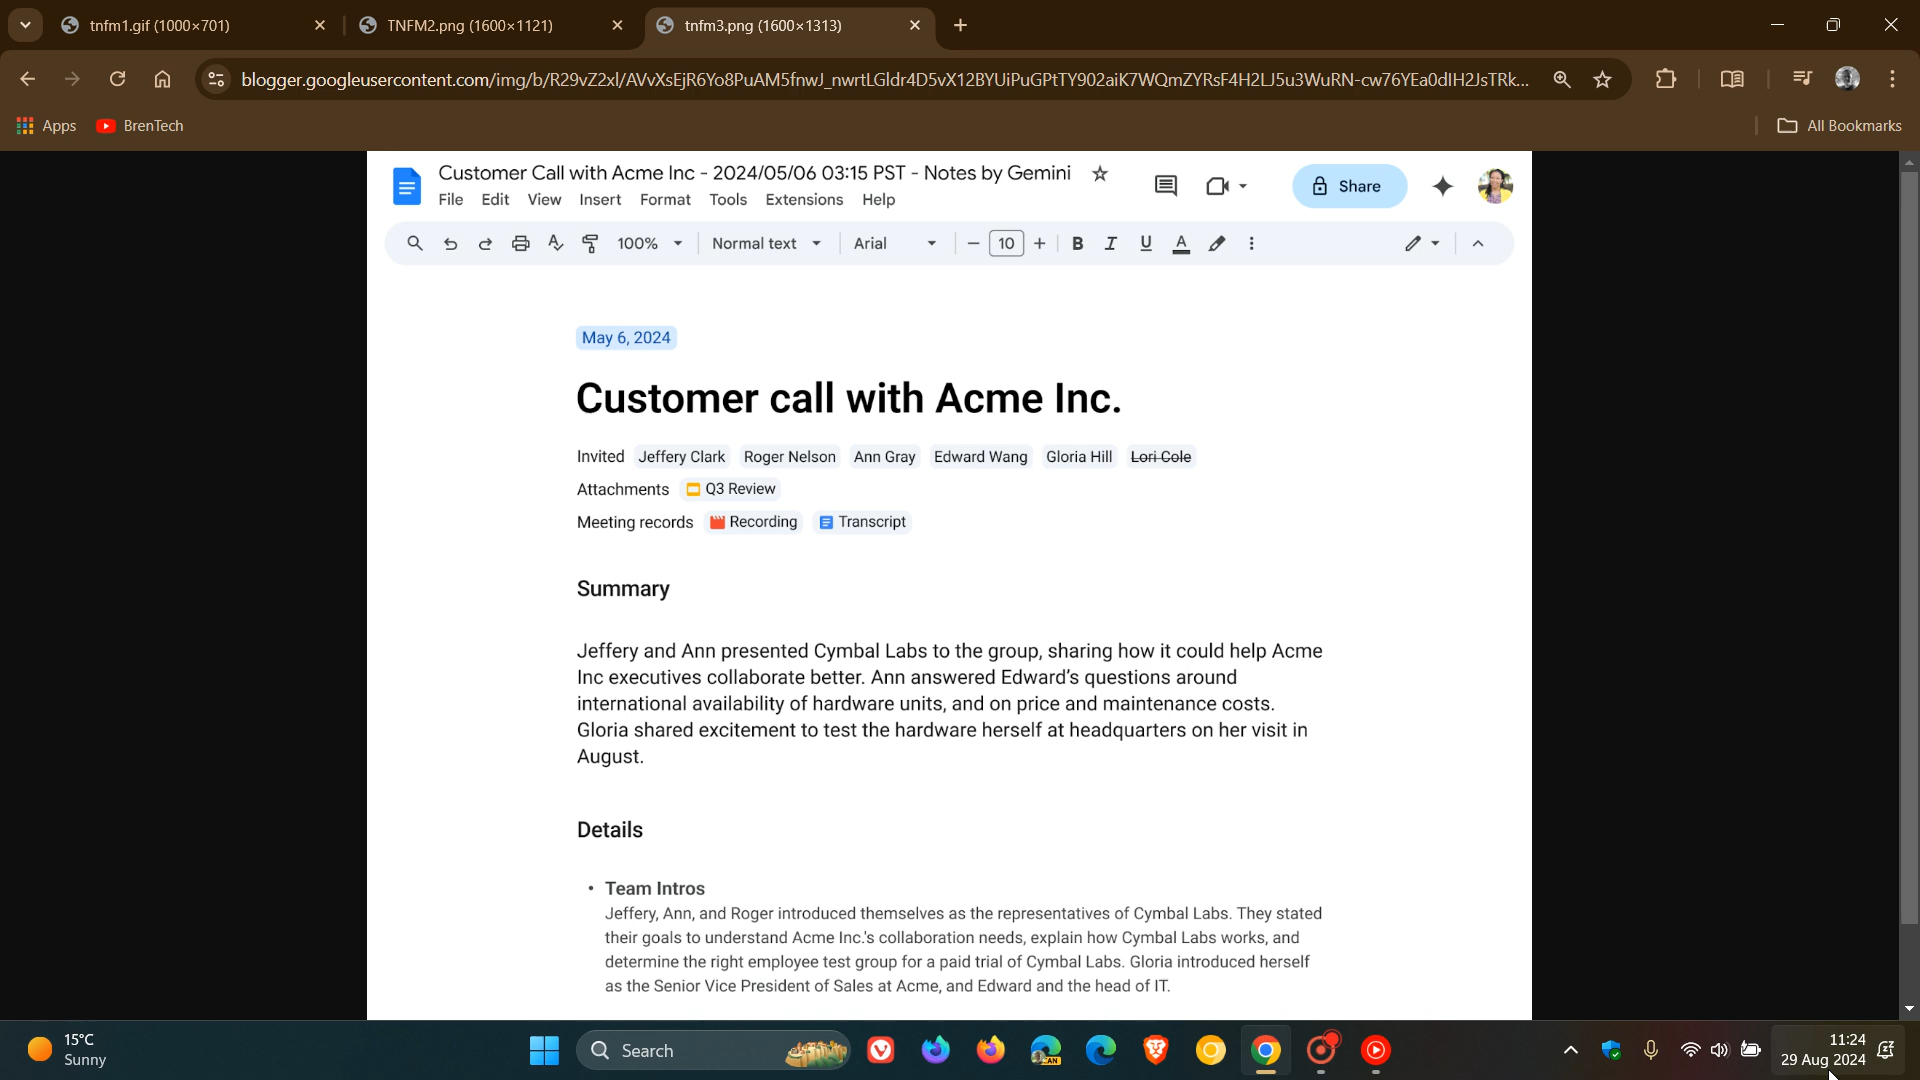 tnfm1.gif (1000×701)
TNFM2.png (1600×1121)
tnfm3.png (1600×1313)
blogger.googleusercontent.com/img/b/R29vZ2xl/AVvXsEjR6Yo8PuAM5fnwJ_nwrtLGldr4D5vX12BYUiPuGPtTY902aiK7WQmZYRsF4H2LJ5u3WuRN-cw76YEa0dIH2JsTRk...
Apps
BrenTech
All Bookmarks
Customer Call with Acme Inc - 2024/05/06 03:15 PST - Notes by Gemini
File Edit View Insert Format Tools Extensions Help
Share
100% Normal text Arial 10 B I U A
May 6, 2024
Customer call with Acme Inc.
Invited Jeffery Clark Roger Nelson Ann Gray Edward Wang Gloria Hill Lori Cole
Attachments Q3 Review
Meeting records Recording Transcript
Summary
Jeffery and Ann presented Cymbal Labs to the group, sharing how it could help Acme
Inc executives collaborate better. Ann answered Edward's questions around
international availability of hardware units, and on price and maintenance costs.
Gloria shared excitement to test the hardware herself at headquarters on her visit in
August.
Details
• Team Intros
Jeffery, Ann, and Roger introduced themselves as the representatives of Cymbal Labs. They stated
their goals to understand Acme Inc.'s collaboration needs, explain how Cymbal Labs works, and
determine the right employee test group for a paid trial of Cymbal Labs. Gloria introduced herself
as the Senior Vice President of Sales at Acme, and Edward and the head of IT.
15°C
Sunny
Search
CAN
11:24
29 Aug 2024